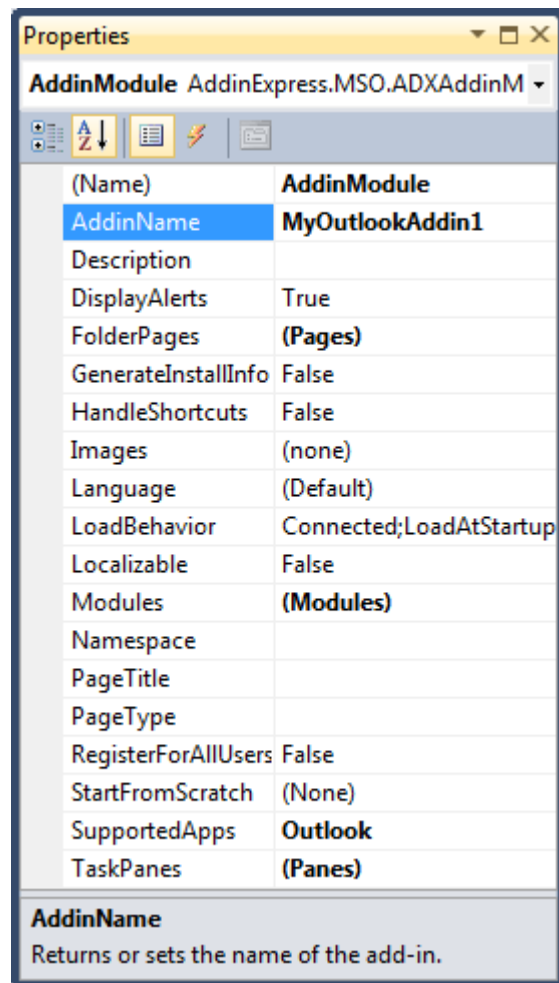 Properties
AddinModule AddinExpress.MSO.ADXAddinM
(Name) AddinModule
AddinName MyOutlookAddin1
Description
DisplayAlerts True
FolderPages (Pages)
GenerateInstallInfo False
HandleShortcuts False
Images (none)
Language (Default)
LoadBehavior Connected;LoadAtStartup
Localizable False
Modules (Modules)
Namespace
PageTitle
PageType
RegisterForAllUsers False
StartFromScratch (None)
SupportedApps Outlook
TaskPanes (Panes)
AddinName
Returns or sets the name of the add-in.